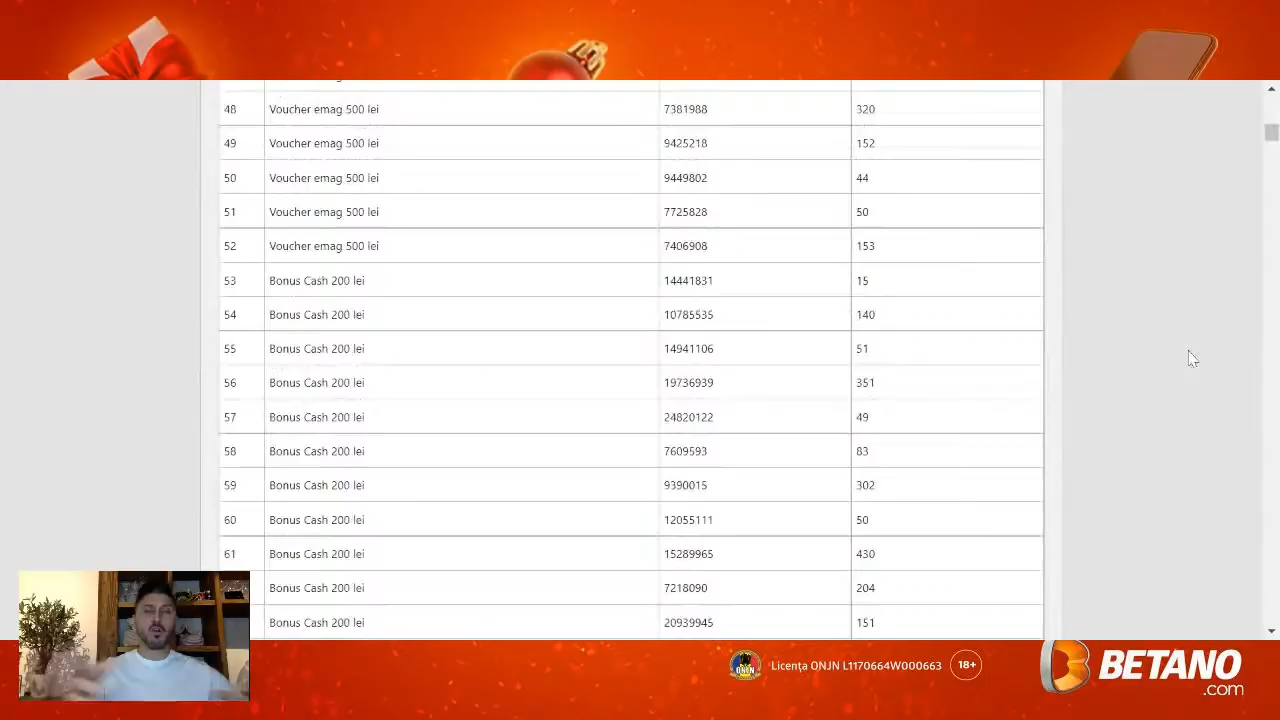 48 Voucher emag 500 lei 7381988 320
49 Voucher emag 500 lei 9425218 152
50 Voucher emag 500 lei 9449802 44
51 Voucher emag 500 lei 7725828 50
52 Voucher emag 500 lei 7406908 153
53 Bonus Cash 200 lei 14441831 15
54 Bonus Cash 200 lei 10785535 140
55 Bonus Cash 200 lei 14941106 51
56 Bonus Cash 200 lei 19736939 351
57 Bonus Cash 200 lei 24820122 49
58 Bonus Cash 200 lei 7609593 83
59 Bonus Cash 200 lei 9390015 302
60 Bonus Cash 200 lei 12055111 50
61 Bonus Cash 200 lei 15289965 430
Bonus Cash 200 lei 7218090 204
Bonus Cash 200 lei 20939945 151
ONJN Licența ONJN L1170664W000663 18+
BETANO
.com